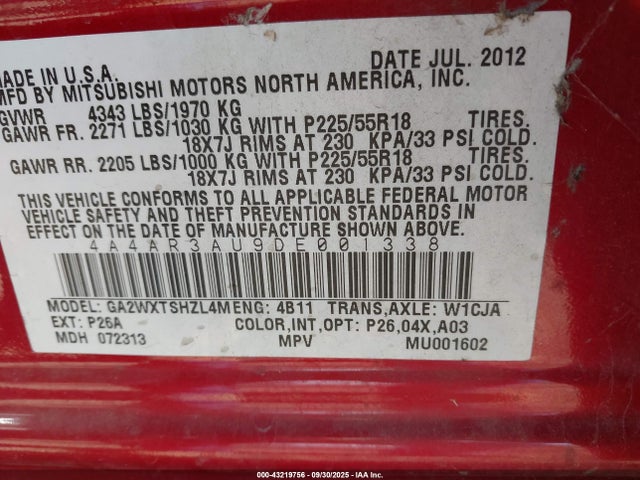 MADE IN U.S.A. DATE JUL. 2012
MFD BY MITSUBISHI MOTORS NORTH AMERICA, INC.
GVWR 4343 LBS/1970 KG
GAWR FR. 2271 LBS/1030 KG WITH P225/55R18 TIRES.
18X7J RIMS AT 230 KPA/33 PSI COLD.
GAWR RR. 2205 LBS/1000 KG WITH P225/55R18 TIRES.
18X7J RIMS AT 230 KPA/33 PSI COLD.
THIS VEHICLE CONFORMS TO ALL APPLICABLE FEDERAL MOTOR
VEHICLE SAFETY AND THEFT PREVENTION STANDARDS IN
EFFECT ON THE DATE OF MANUFACTURE SHOWN ABOVE.
4A4AR3AU9DE001338
MODEL: GA2WXTSHZL4M ENG: 4B11 TRANS,AXLE: W1CJA
EXT: P26A COLOR,INT,OPT: P26,04X,A03
MDH 072313 MPV MU001602
000-43219756 - 09/30/2025 - IAA Inc.